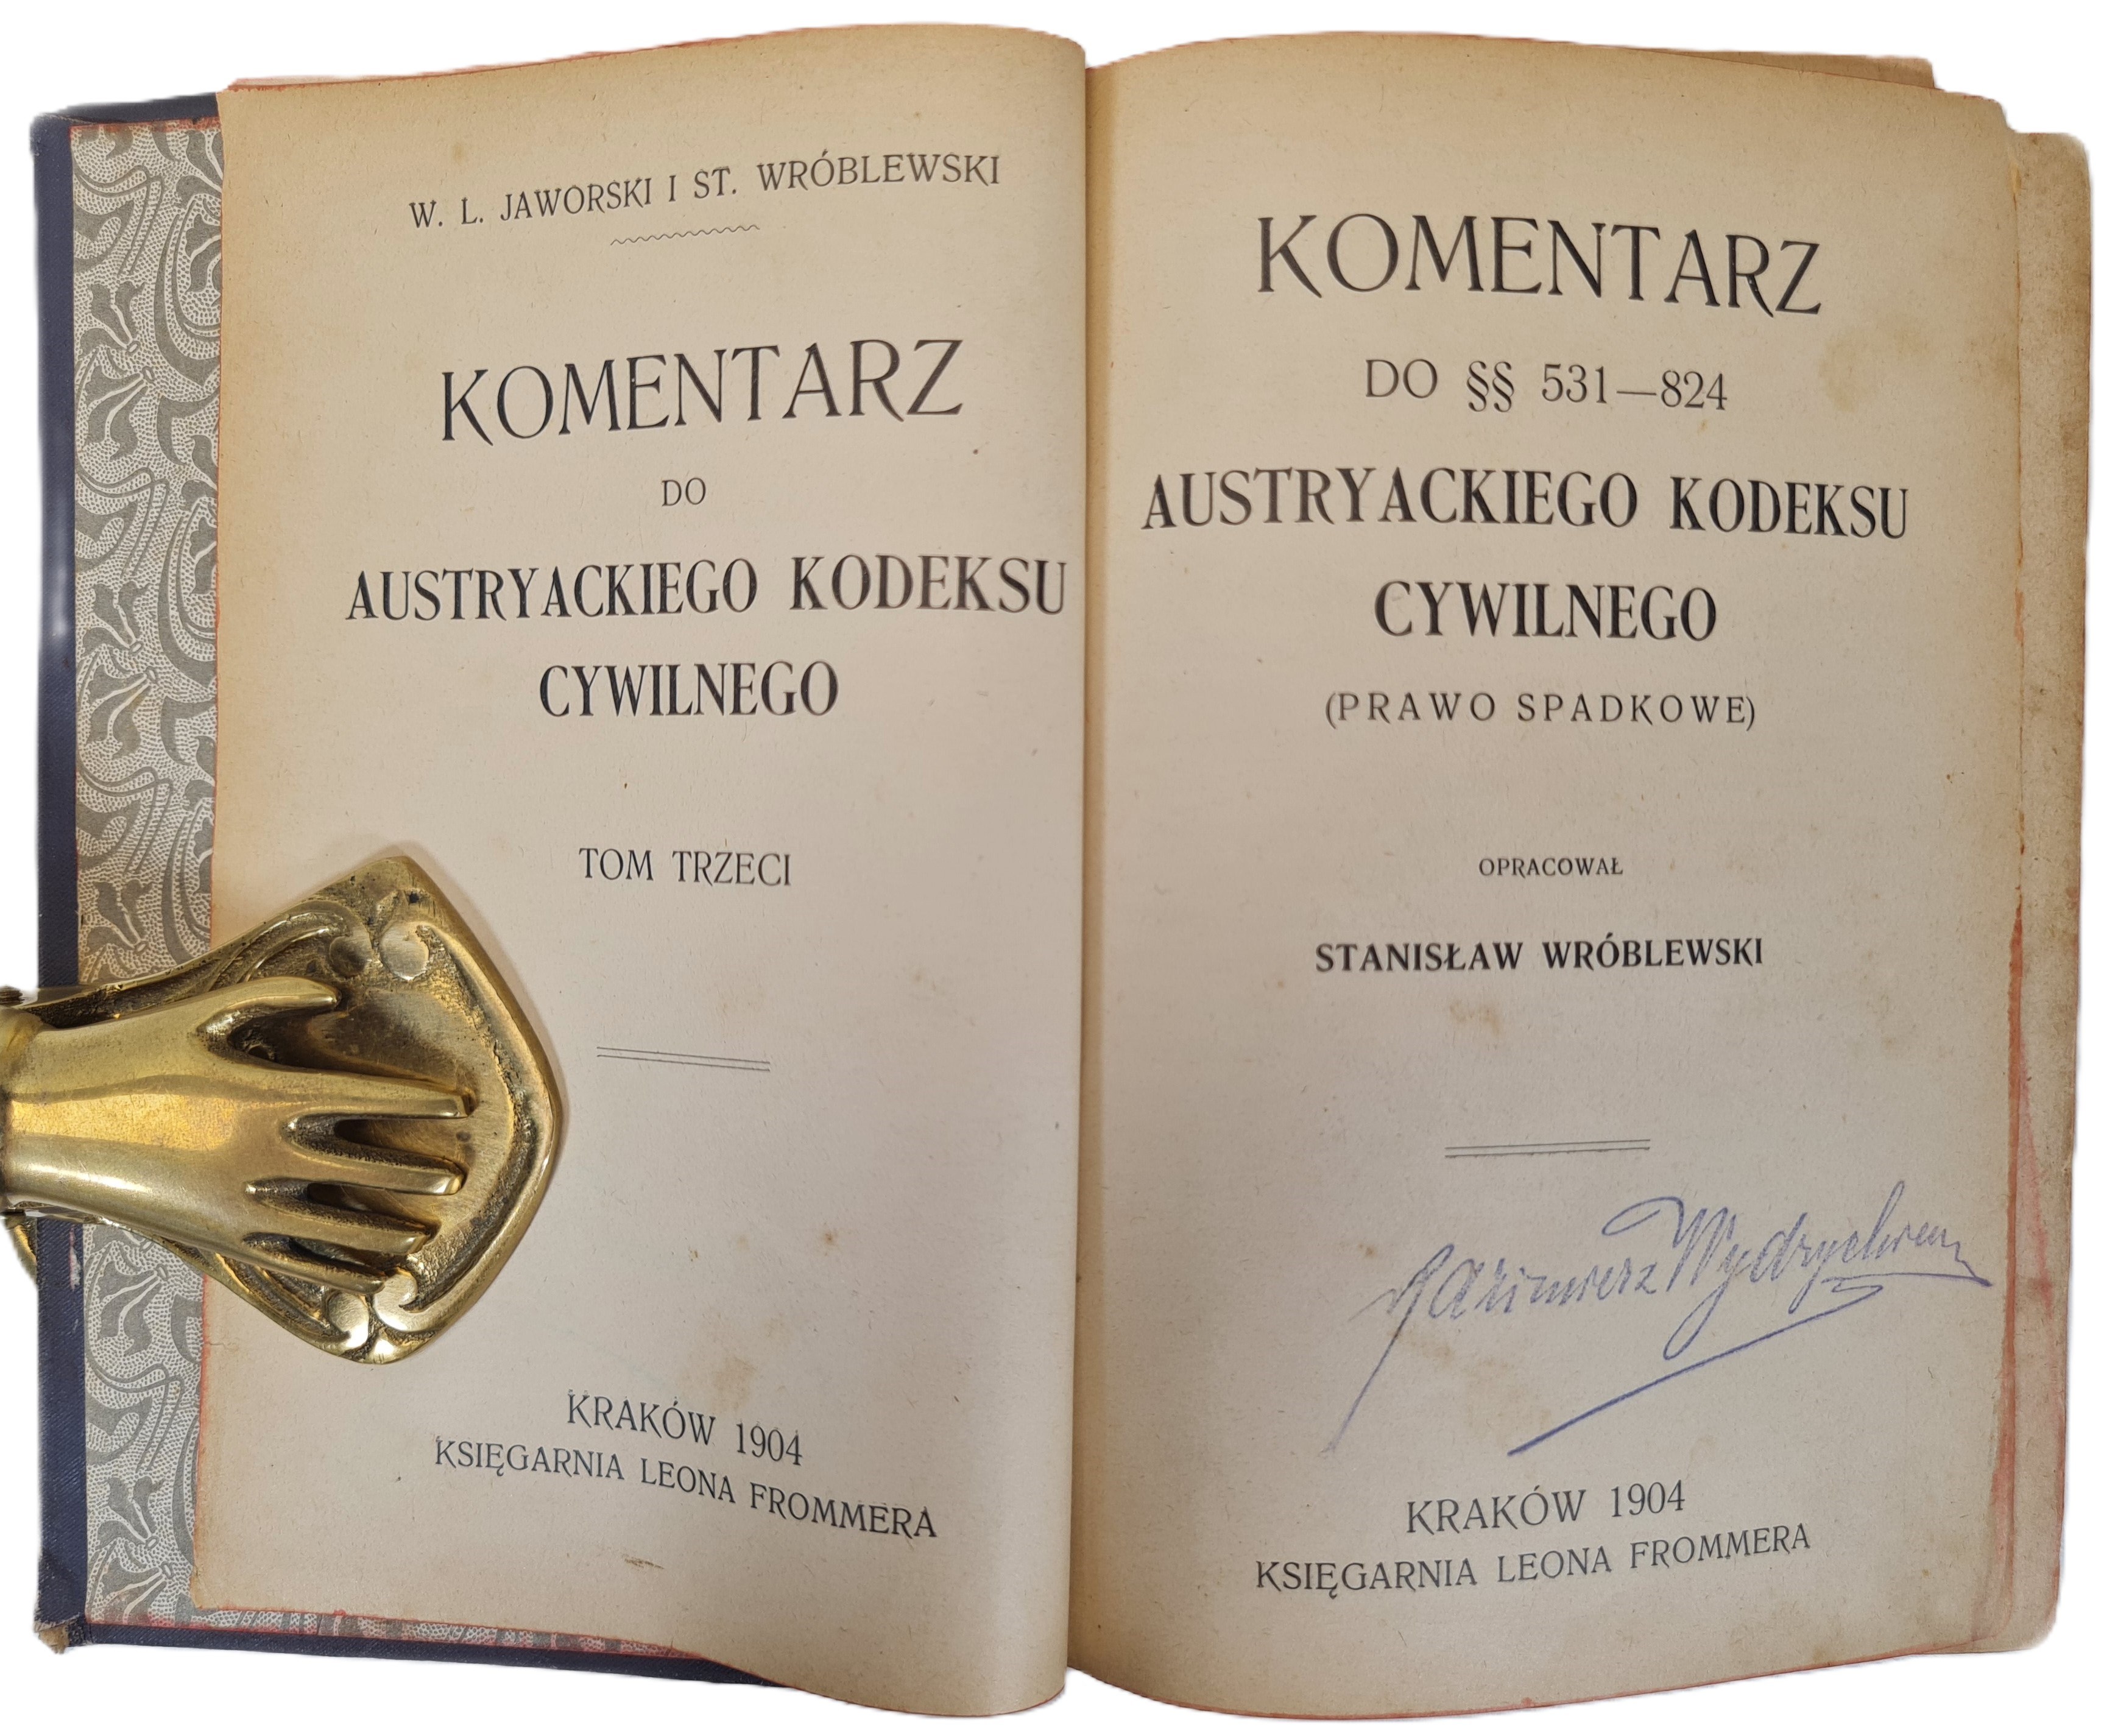 W. L. JAWORSKI I ST. WRÓBLEWSKI
KOMENTARZ
DO
AUSTRYACKIEGO KODEKSU
CYWILNEGO
TOM TRZECI
KRAKÓW 1904
KSIĘGARNIA LEONA FROMMERA
KOMENTARZ
DO §§ 531—824
AUSTRYACKIEGO KODEKSU
CYWILNEGO
(PRAWO SPADKOWE)
OPRACOWAŁ
STANISŁAW WRÓBLEWSKI
Kazimierz
KRAKÓW 1904
KSIĘGARNIA LEONA FROMMERA